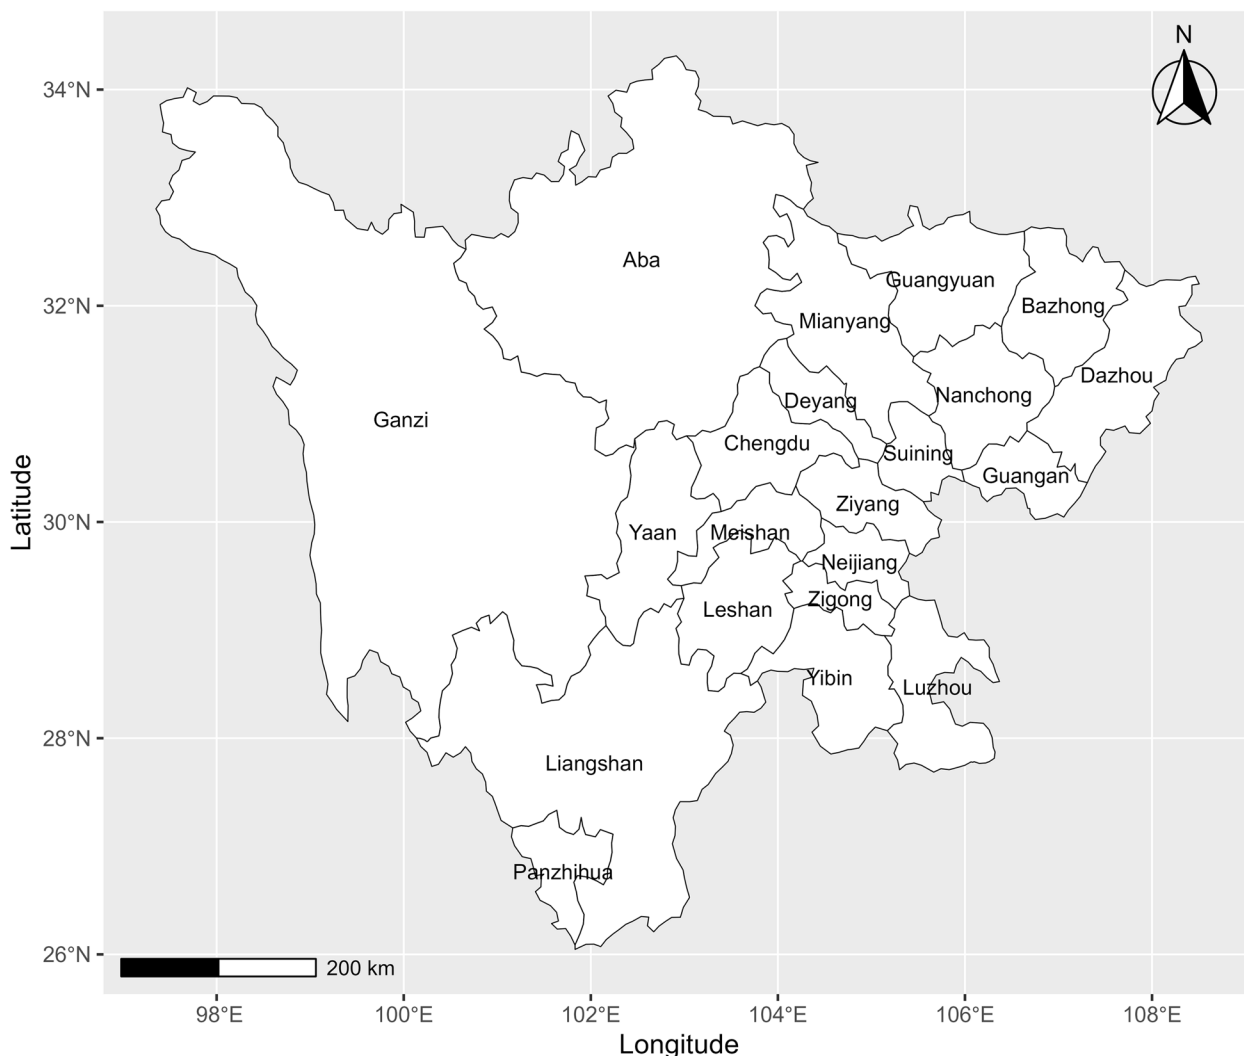 N
34°N
32°N
30°N
28°N
26°N
Latitude
Aba
Guangyuan
Bazhong
Mianyang
Dazhou
Nanchong
Deyang
Ganzi
Chengdu
Suining
Guangan
Ziyang
Yaan
Meishan
Neijiang
Zigong
Leshan
Yibin
Luzhou
Liangshan
Panzhihua
200 km
98°E
100°E
102°E
104°E
106°E
108°E
Longitude